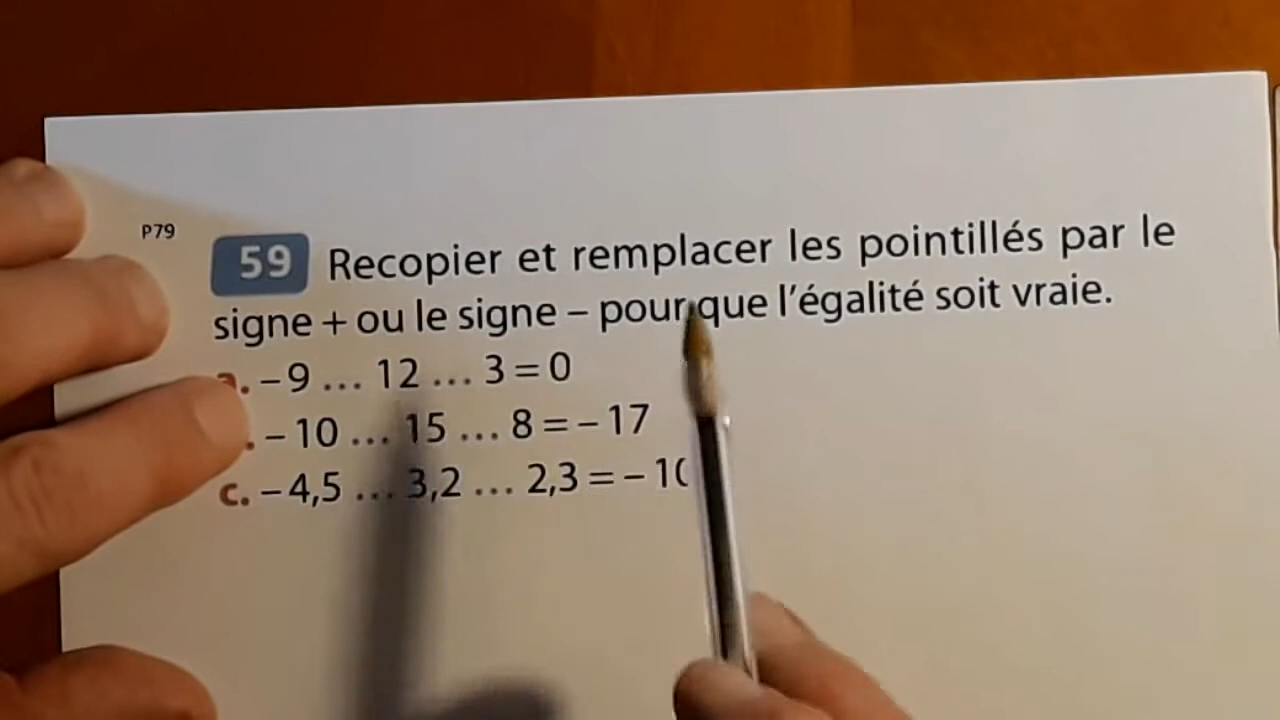 P79
59 Recopier et remplacer les pointillés par le
signe + ou le signe – pour que l'égalité soit vraie.
a. – 9 ... 12 ... 3 = 0
. – 10 ... 15 ... 8 = – 17
c. – 4,5 ... 3,2 ... 2,3 = – 10